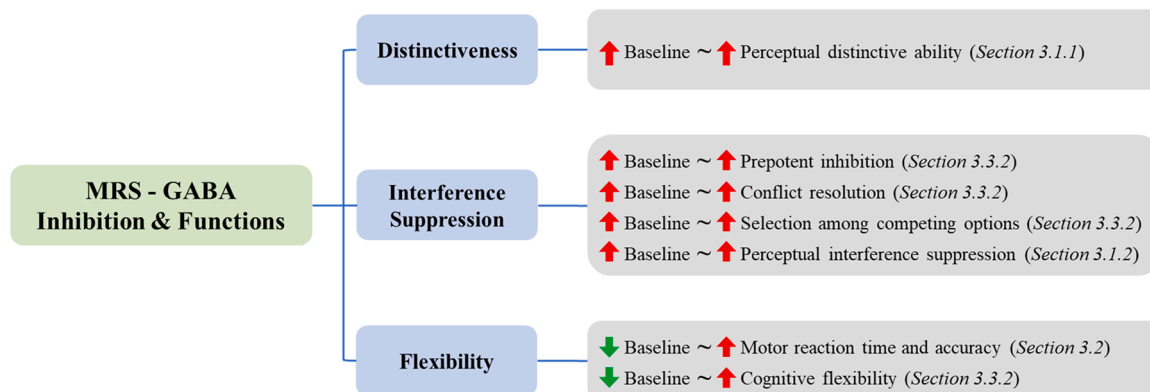 MRS - GABA
Inhibition & Functions
Distinctiveness
Baseline ~ Perceptual distinctive ability (Section 3.1.1)
Interference
Suppression
Baseline ~ Prepotent inhibition (Section 3.3.2)
Baseline ~ Conflict resolution (Section 3.3.2)
Baseline ~ Selection among competing options (Section 3.3.2)
Baseline ~ Perceptual interference suppression (Section 3.1.2)
Flexibility
Baseline ~ Motor reaction time and accuracy (Section 3.2)
Baseline ~ Cognitive flexibility (Section 3.3.2)